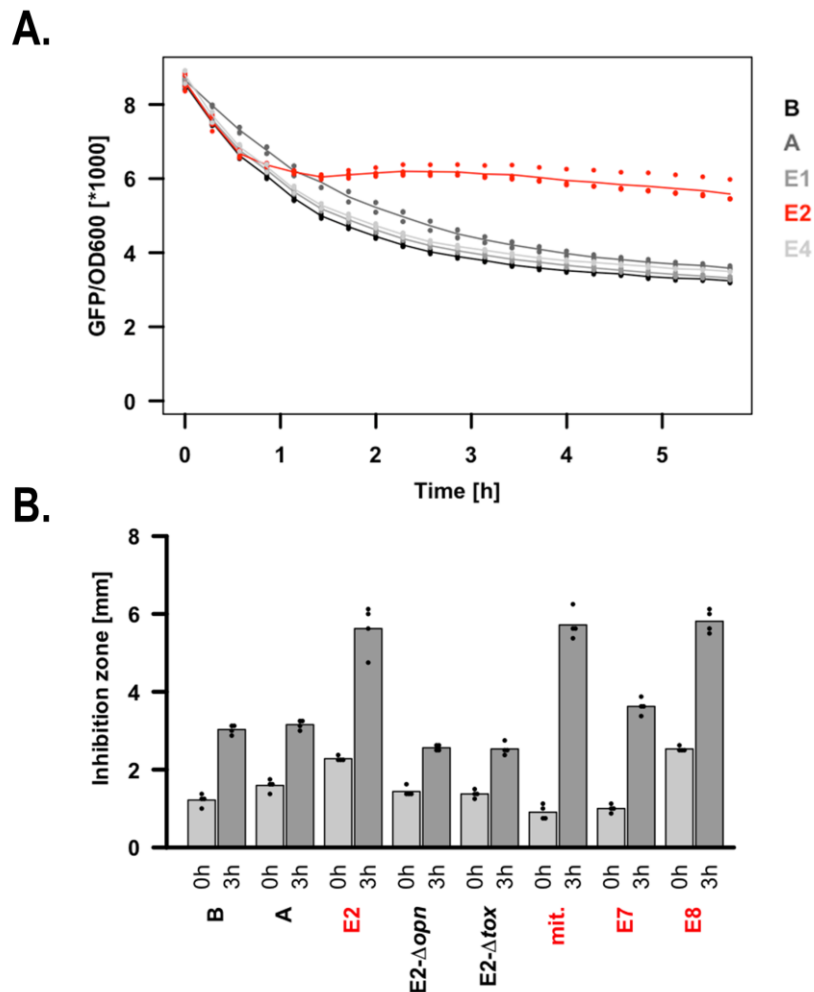 A.
GFP/OD600 [*1000]
8
6
4
2
0
0 1 2 3 4 5
Time [h]
B
A
E1
E2
E4
B.
Inhibition zone [mm]
8
6
4
2
0
0h 3h 0h 3h 0h 3h 0h 3h 0h 3h 0h 3h 0h 3h 0h 3h
B A E2 E2-Δopn E2-Δtox mit. E7 E8